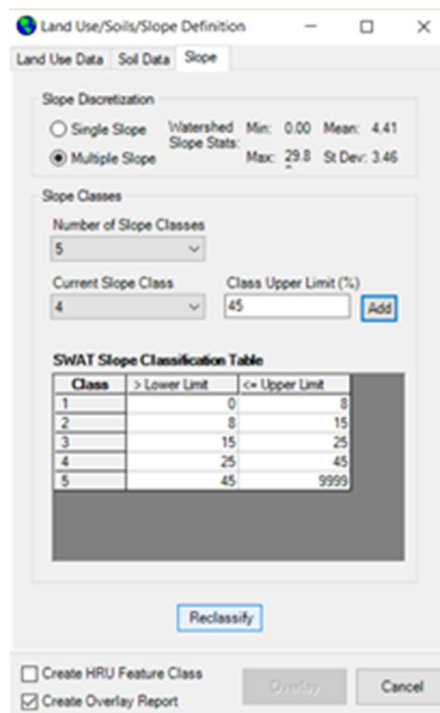 Land Use/Soils/Slope Definition
Land Use Data Soil Data Slope
Slope Discretization
Single Slope Watershed Min: 0.00 Mean: 4.41
Multiple Slope Slope Stats: Max: 29.8 St Dev: 3.46
Slope Classes
Number of Slope Classes
5
Current Slope Class Class Upper Limit (%)
4 45 Add
SWAT Slope Classification Table
Class > Lower Limit <= Upper Limit
1 0 8
2 8 15
3 15 25
4 25 45
5 45 9999
Reclassify
Create HRU Feature Class
Overlay Cancel
Create Overlay Report